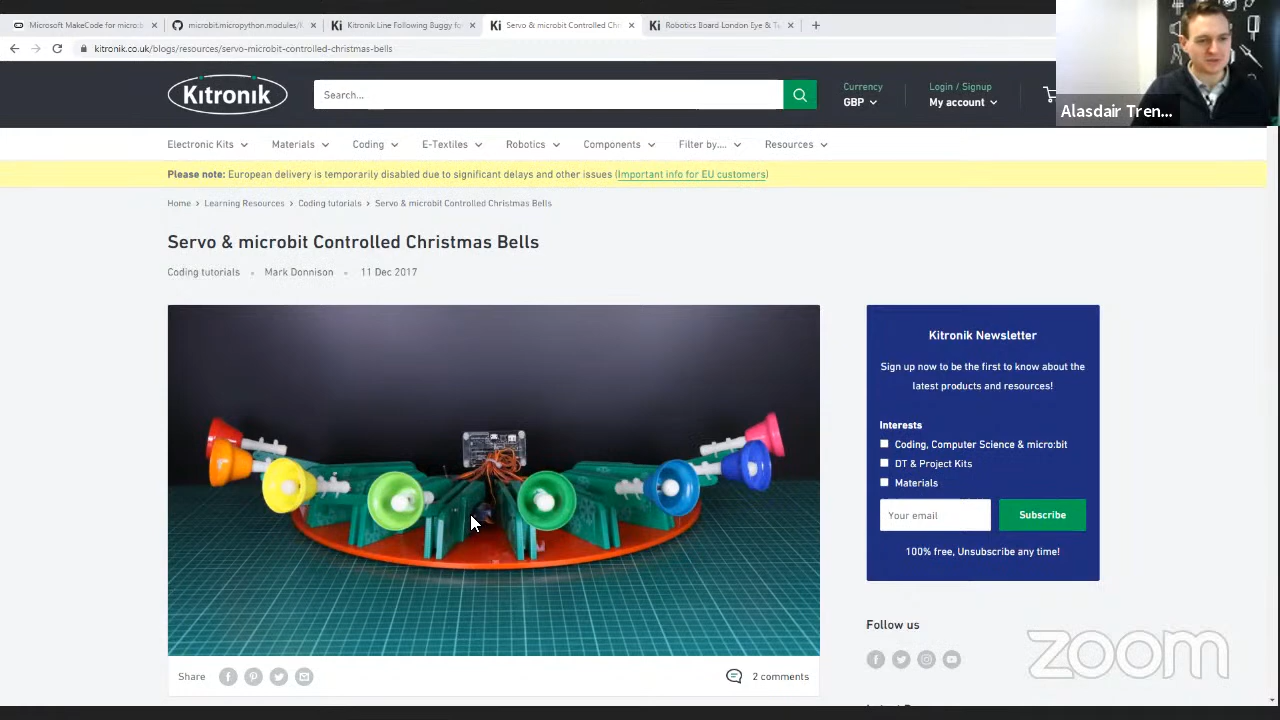 Microsoft MakeCode for micro:b
microbit.micropython.modules/K
Kitronik Line Following Buggy fo
Servo & microbit Controlled Chr
Robotics Board London Eye & Tw
kitronik.co.uk/blogs/resources/servo-microbit-controlled-christmas-bells
Alasdair Tren...
Kitronik
Search...
Currency
GBP
Login / Signup
My account
Electronic Kits
Materials
Coding
E-Textiles
Robotics
Components
Filter by....
Resources
Please note: European delivery is temporarily disabled due to significant delays and other issues (Important info for EU customers)
Home > Learning Resources > Coding tutorials > Servo & microbit Controlled Christmas Bells
Servo & microbit Controlled Christmas Bells
Coding tutorials • Mark Donnison • 11 Dec 2017
Kitronik Newsletter
Sign up now to be the first to know about the
latest products and resources!
Interests
Coding, Computer Science & micro:bit
DT & Project Kits
Materials
Your email
Subscribe
100% free, Unsubscribe any time!
Follow us
Share
2 comments
zoom